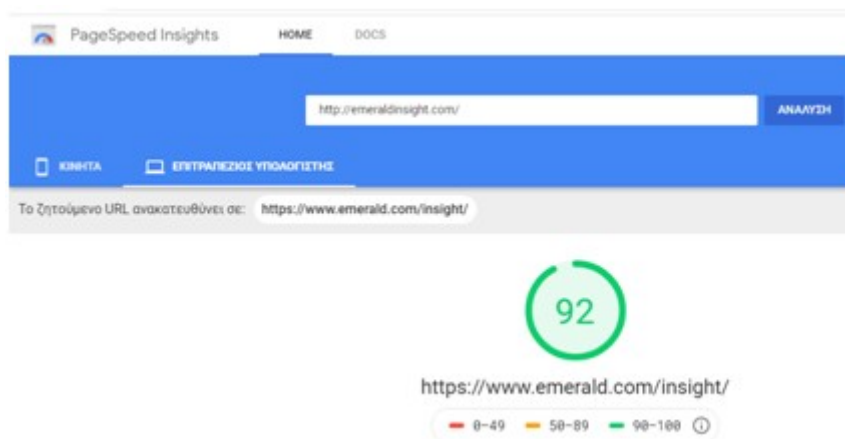 PageSpeed Insights HOME DOCS
http://emeraldinsight.com/ ΑΝΑΛΥΣΗ
ΚΙΝΗΤΑ ΕΠΙΤΡΑΠΕΖΙΟΣ ΥΠΟΛΟΓΙΣΤΗΣ
Το ζητούμενο URL ανακατευθύνει σε: https://www.emerald.com/insight/
92
https://www.emerald.com/insight/
0-49 50-89 90-100